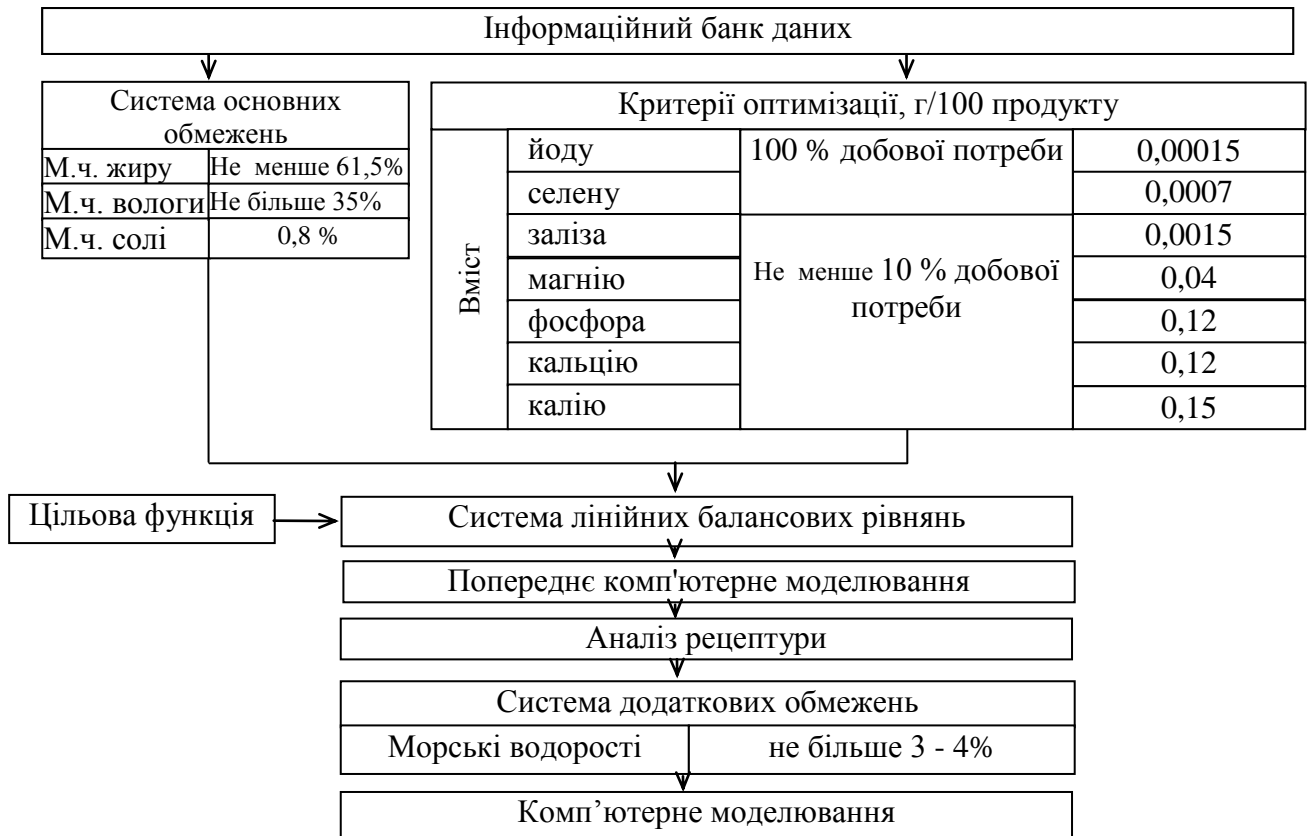 Інформаційний банк даних
Система основних
обмежень
М.ч. жиру Не менше 61,5%
М.ч. вологи Не більше 35%
М.ч. солі 0,8 %
Критерії оптимізації, г/100 продукту
Вміст
йоду 100 % добової потреби 0,00015
селену 0,0007
заліза 0,0015
магнію Не менше 10 % добової 0,04
фосфора потреби 0,12
кальцію 0,12
калію 0,15
Цільова функція
Система лінійних балансових рівнянь
Попереднє комп'ютерне моделювання
Аналіз рецептури
Система додаткових обмежень
Морські водорості не більше 3 - 4%
Комп’ютерне моделювання